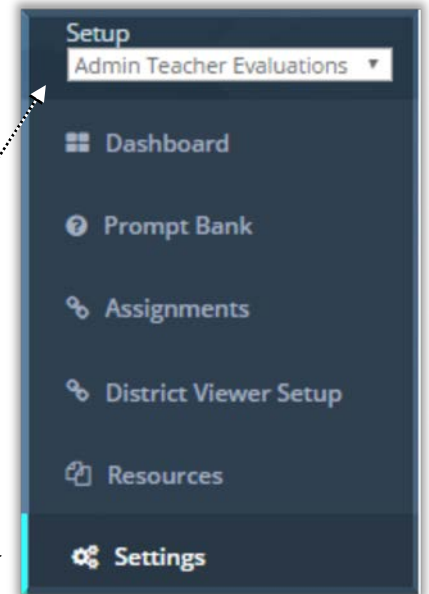 Setup
Admin Teacher Evaluations
Dashboard
Prompt Bank
Assignments
District Viewer Setup
Resources
Settings